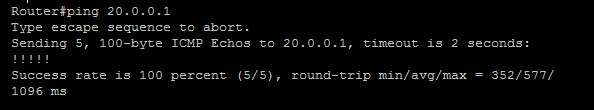 Router#ping 20.0.0.1
Type escape sequence to abort.
Sending 5, 100-byte ICMP Echos to 20.0.0.1, timeout is 2 seconds:
!!!!!
Success rate is 100 percent (5/5), round-trip min/avg/max = 352/577/
1096 ms